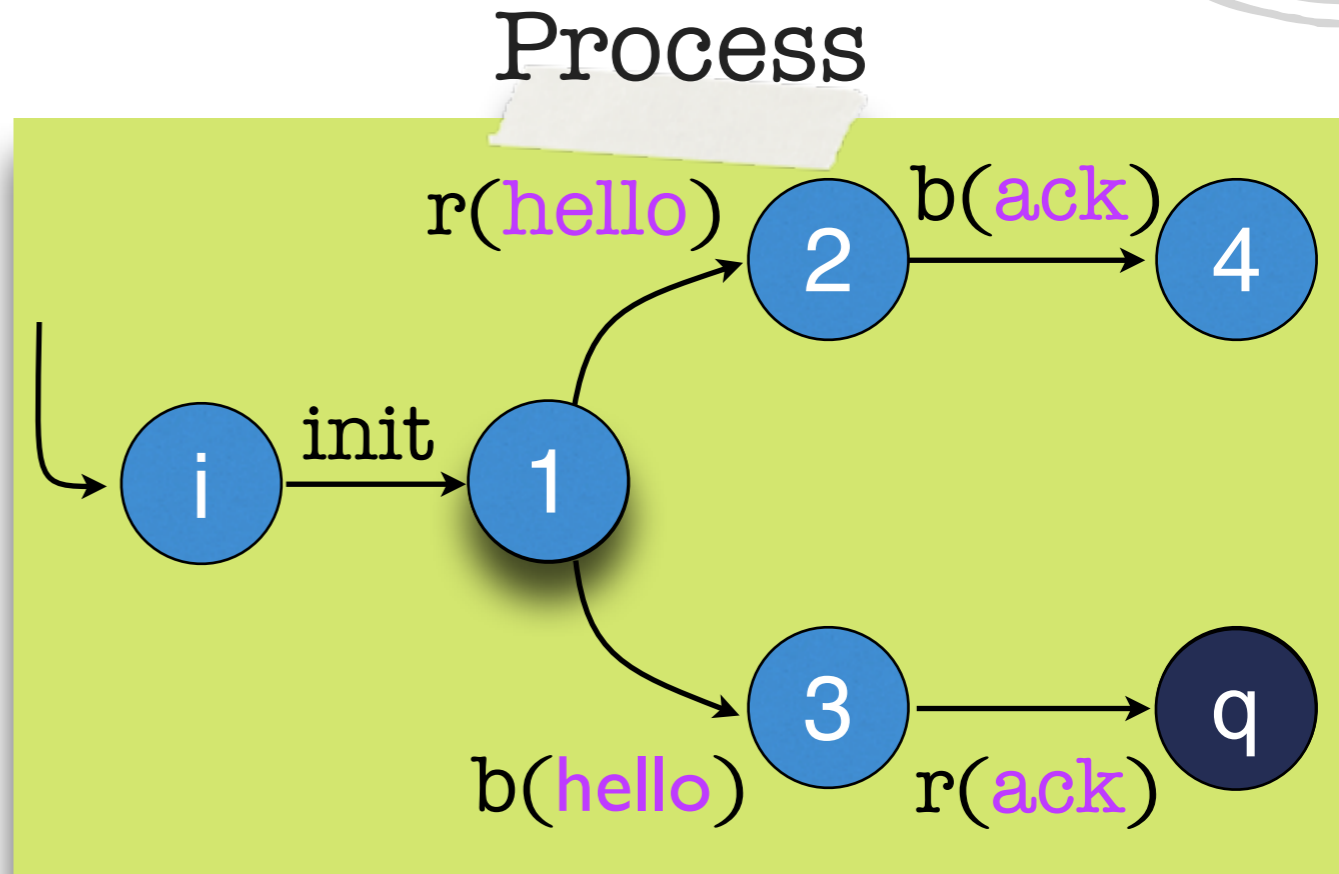 Process
r(hello)
2
b(ack)
4
i
init
1
b(hello)
3
r(ack)
q